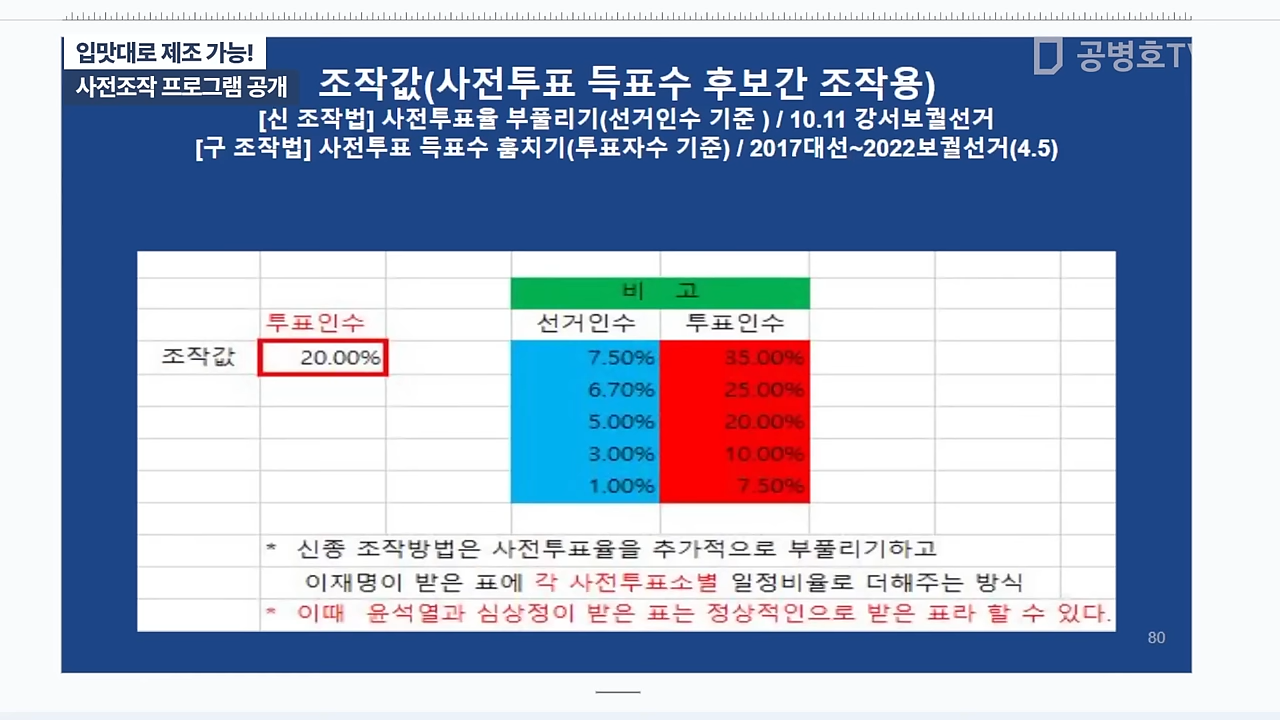 입맛대로 제조 가능!
사전조작 프로그램 공개
공병호TV
조작값(사전투표 득표수 후보간 조작용)
[신 조작법] 사전투표율 부풀리기(선거인수 기준 ) / 10.11 강서보궐선거
[구 조작법] 사전투표 득표수 훔치기(투표자수 기준) / 2017대선~2022보궐선거(4.5)
비 고
투표인수 선거인수 투표인수
조작값 20.00% 7.50% 35.00%
6.70% 25.00%
5.00% 20.00%
3.00% 10.00%
1.00% 7.50%
* 신종 조작방법은 사전투표율을 추가적으로 부풀리기하고
이재명이 받은 표에 각 사전투표소별 일정비율로 더해주는 방식
* 이때 윤석열과 심상정이 받은 표는 정상적인으로 받은 표라 할 수 있다.
80